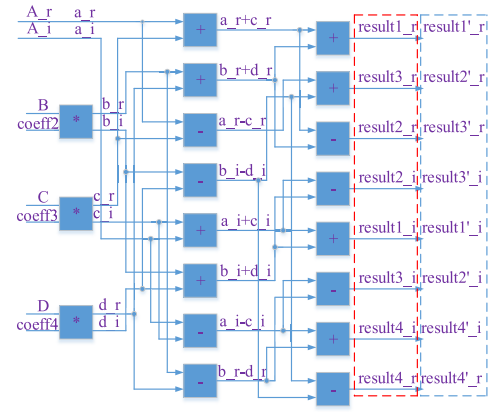 A_r a_r a_r+c_r result1_r result1'_r
+ +
A_i a_i
b_r+d_r result3_r result2'_r
+ +
B b_r
* b_i
coeff2
a_r-c_r result2_r result3'_r
- -
b_i-d_i result2_i result3'_i
- -
C c_r
* c_i
coeff3
a_i+c_i result1_i result1'_i
+ +
b_i+d_i result3_i result2'_i
+ -
D d_r
* d_i
coeff4
a_i-c_i result4_i result4'_i
- +
b_r-d_r result4_r result4'_r
- -